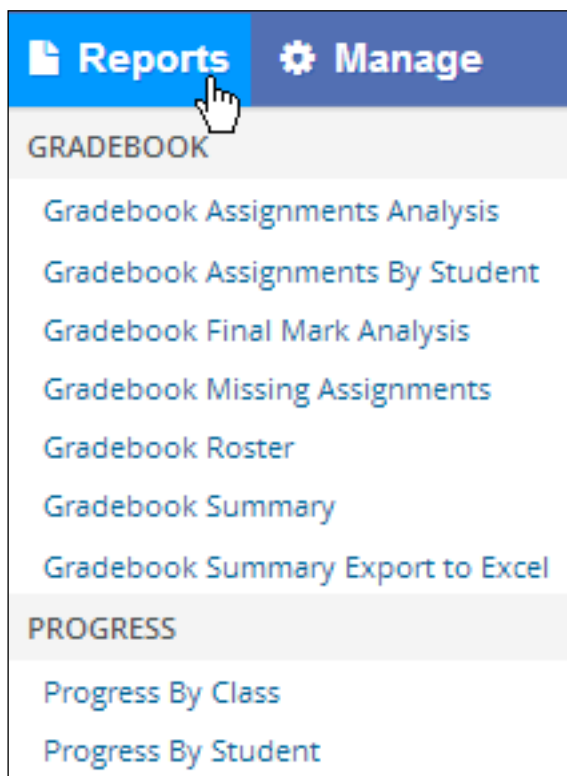 Reports Manage
GRADEBOOK
Gradebook Assignments Analysis
Gradebook Assignments By Student
Gradebook Final Mark Analysis
Gradebook Missing Assignments
Gradebook Roster
Gradebook Summary
Gradebook Summary Export to Excel
PROGRESS
Progress By Class
Progress By Student